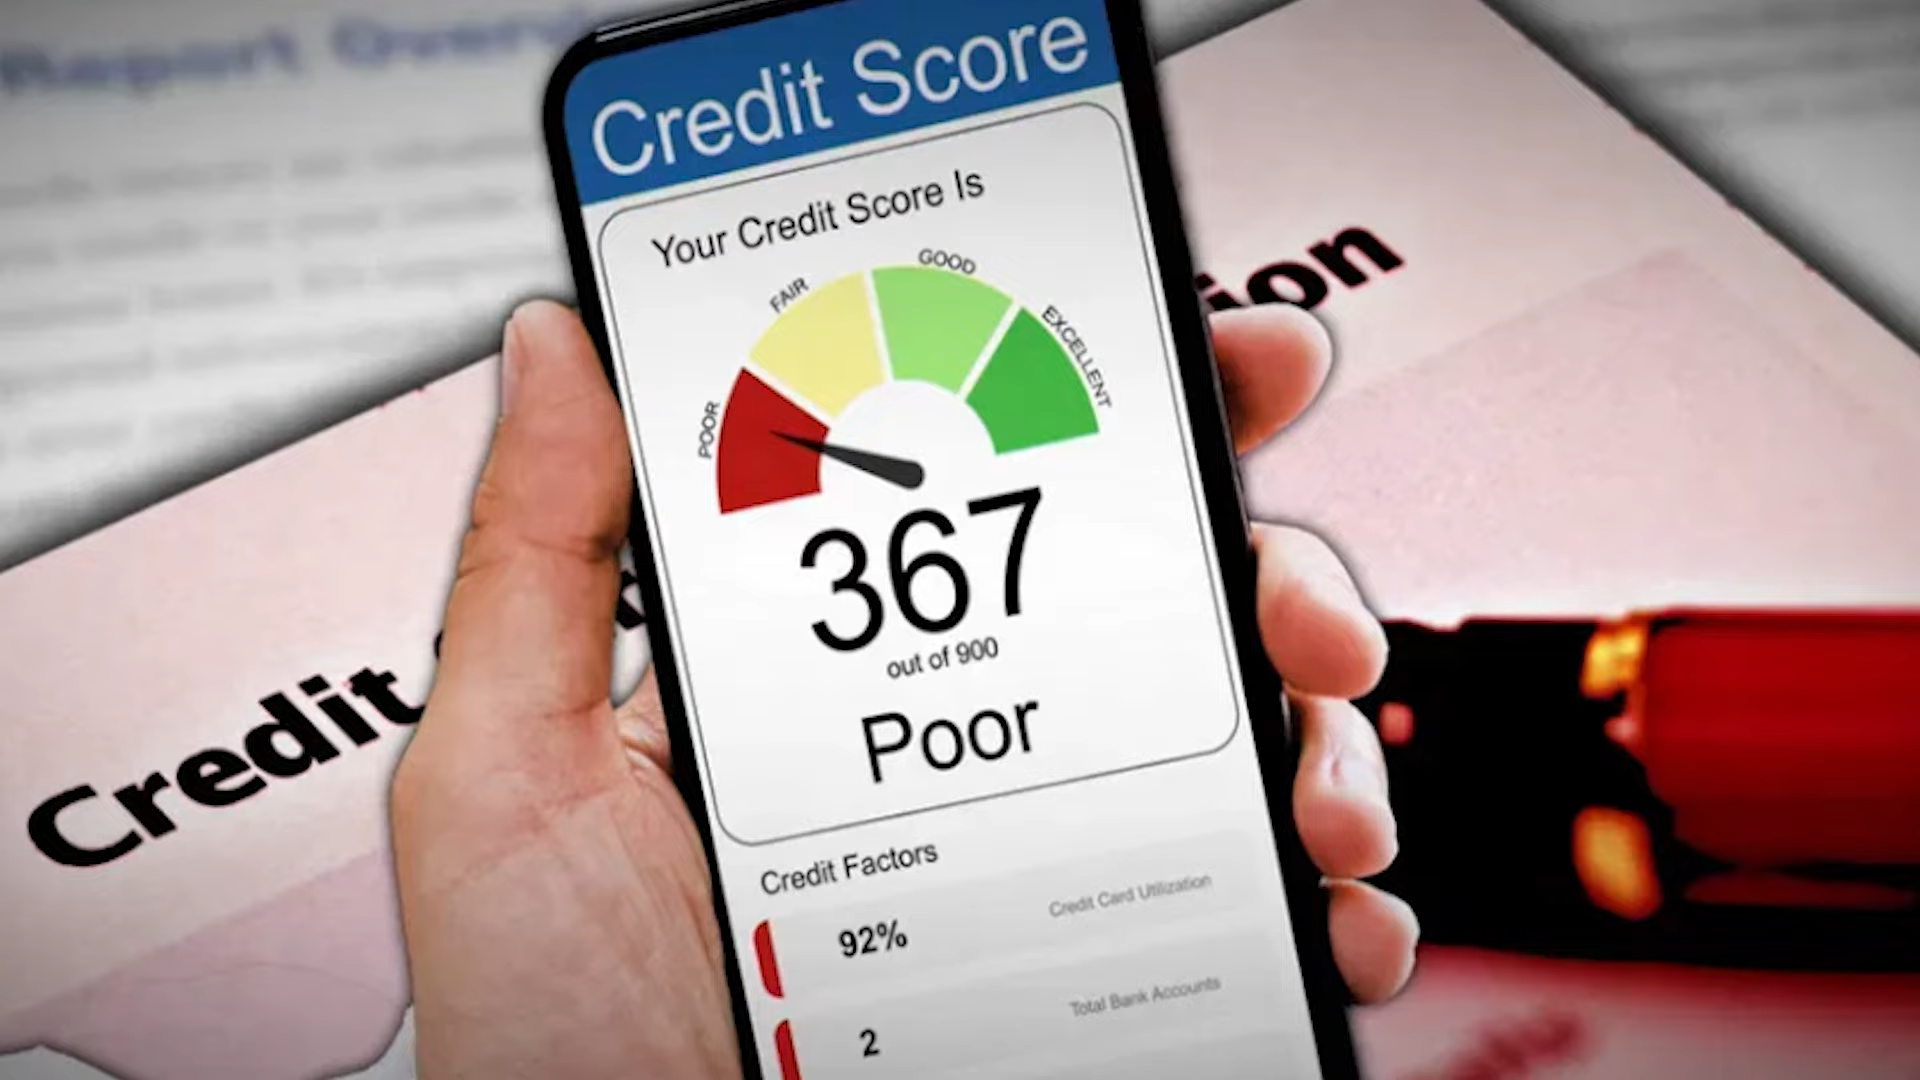 Report Overvi
Credit Score
Your Credit Score Is
POOR
FAIR
GOOD
EXCELLENT
367
out of 900
Poor
Credit Factors
92%
Credit Card Utilization
2
Total Bank Accounts
Credit
ion